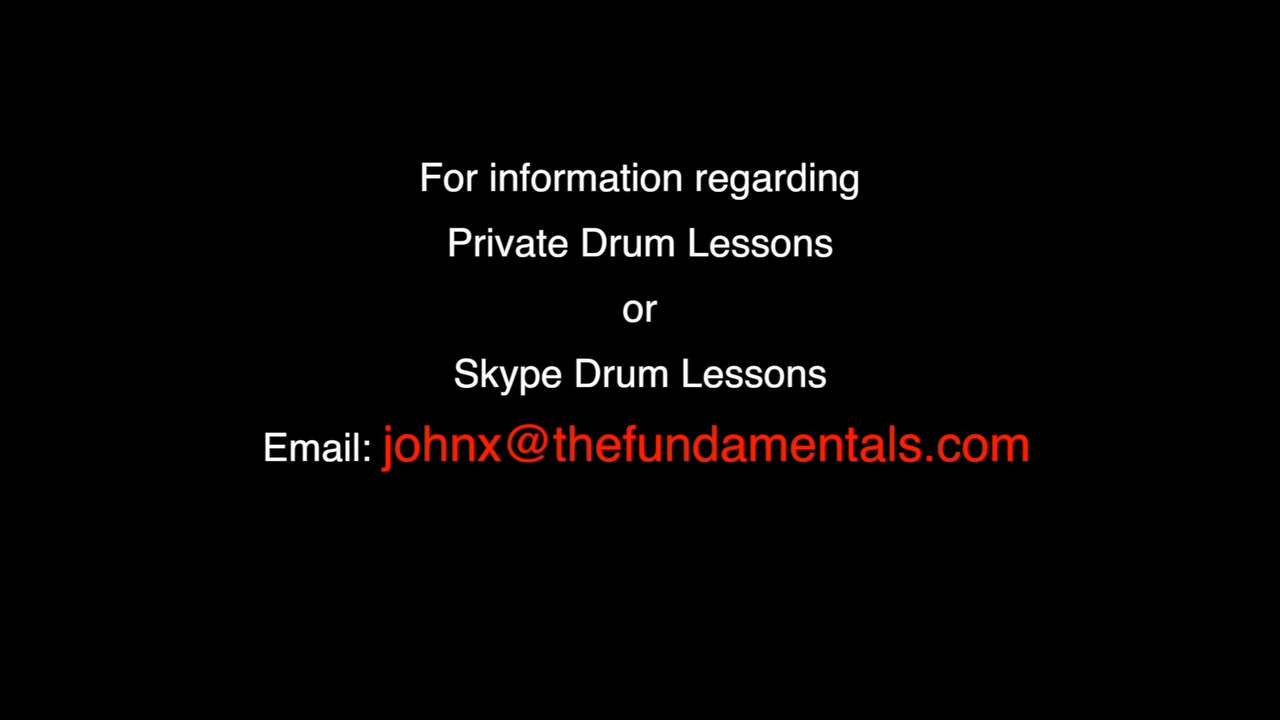 For information regarding
Private Drum Lessons
or
Skype Drum Lessons
Email: johnx@thefundamentals.com